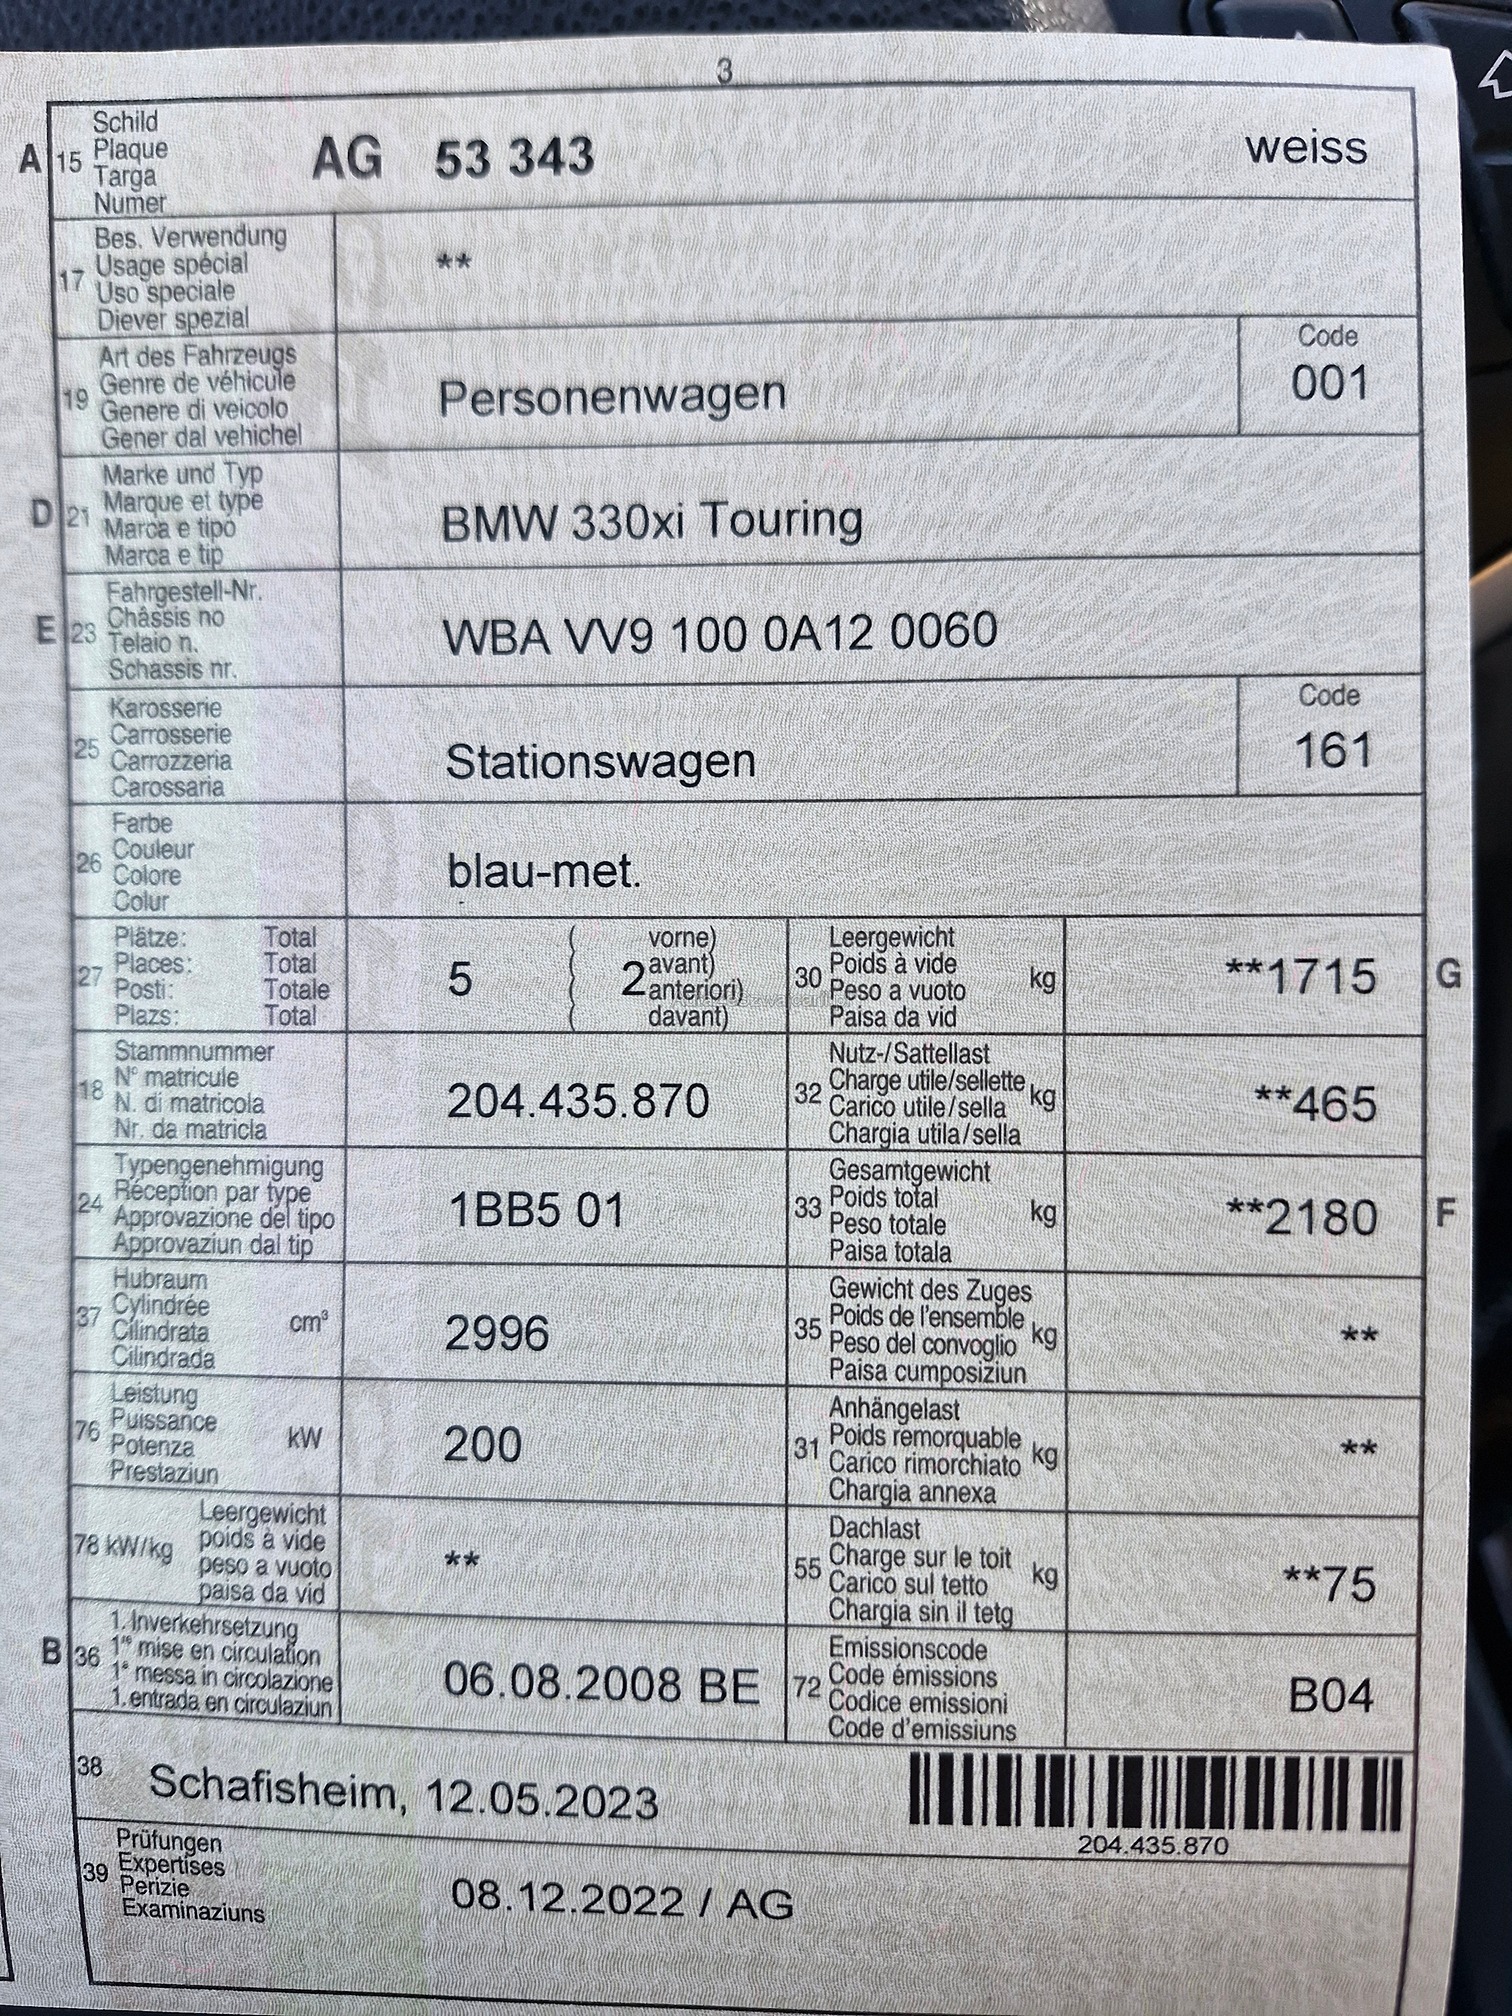 3
A 15 Schild
Plaque
Targa
Numer
AG 53 343 weiss
17 Bes. Verwendung
Usage spécial
Uso speciale
Diever spezial
**
19 Art des Fahrzeugs
Genre de véhicule
Genere di veicolo
Gener dal vehichel
Personenwagen
Code
001
D 21 Marke und Typ
Marque et type
Marca e tipo
Marca e tip
BMW 330xi Touring
E 23 Fahrgestell-Nr.
Châssis no
Telaio n.
Schassis nr.
WBA VV9 100 0A12 0060
25 Karosserie
Carrosserie
Carrozzeria
Carossaria
Stationswagen
Code
161
26 Farbe
Couleur
Colore
Colur
blau-met.
27 Plätze: Total
Places: Total
Posti: Totale
Plazs: Total
5 ( 2 vorne)
( avant)
( anteriori)
( davant)
30 Leergewicht
Poids à vide
Peso a vuoto
Paisa da vid
kg
**1715 G
18 Stammnummer
N° matricule
N. di matricola
Nr. da matricla
204.435.870
32 Nutz-/Sattellast
Charge utile/sellette
Carico utile/sella
Chargia utila/sella
kg
**465
24 Typengenehmigung
Réception par type
Approvazione del tipo
Approvaziun dal tip
1BB5 01
33 Gesamtgewicht
Poids total
Peso totale
Paisa totala
kg
**2180 F
37 Hubraum
Cylindrée
Cilindrata
Cilindrada
cm³
2996
35 Gewicht des Zuges
Poids de l'ensemble
Peso del convoglio
Paisa cumposiziun
kg
**
76 Leistung
Puissance
Potenza
Prestaziun
kW
200
31 Anhängelast
Poids remorquable
Carico rimorchiato
Chargia annexa
kg
**
78 kW/kg Leergewicht
poids à vide
peso a vuoto
paisa da vid
**
55 Dachlast
Charge sur le toit
Carico sul tetto
Chargia sin il tetg
kg
**75
B 36 1. Inverkehrsetzung
1re mise en circulation
1a messa in circolazione
1. entrada en circulaziun
06.08.2008 BE
72 Emissionscode
Code émissions
Codice emissioni
Code d'emissiuns
B04
38 Schafisheim, 12.05.2023
204.435.870
39 Prüfungen
Expertises
Perizie
Examinaziuns
08.12.2022 / AG